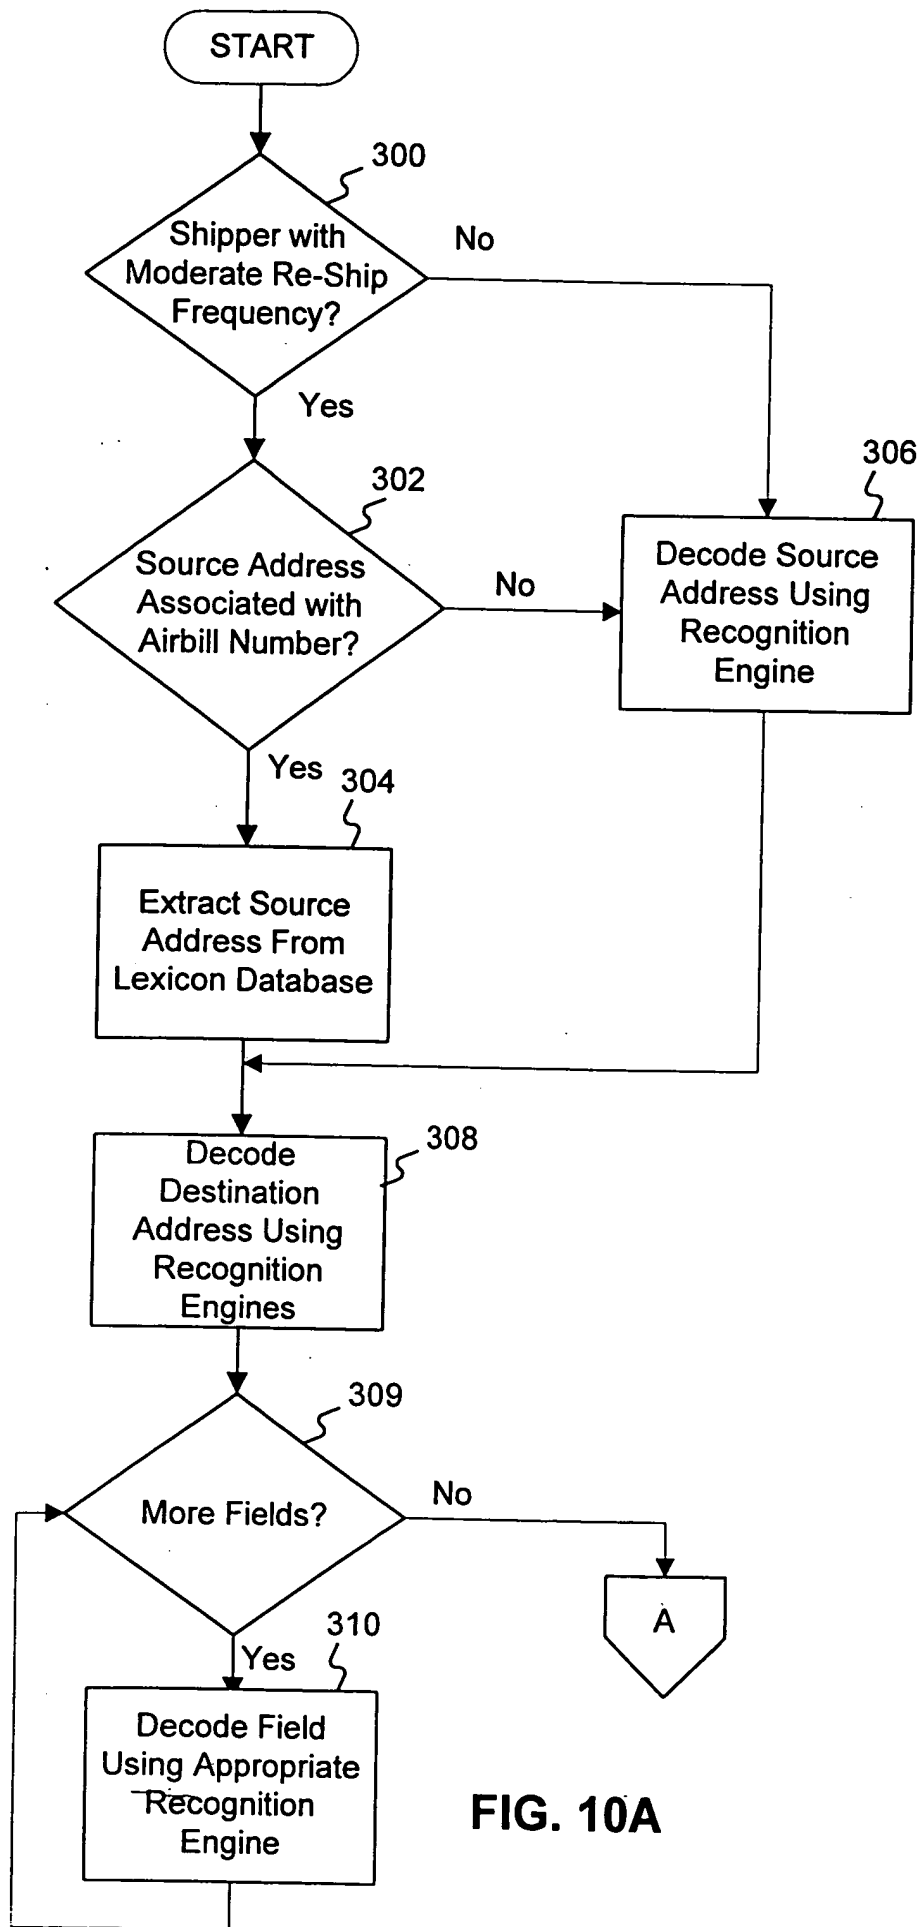 START
300
Shipper with
Moderate Re-Ship
Frequency?
No
Yes
302
Source Address
Associated with
Airbill Number?
No
306
Decode Source
Address Using
Recognition
Engine
Yes
304
Extract Source
Address From
Lexicon Database
308
Decode
Destination
Address Using
Recognition
Engines
309
More Fields?
No
A
Yes
310
Decode Field
Using Appropriate
Recognition
Engine
FIG. 10A